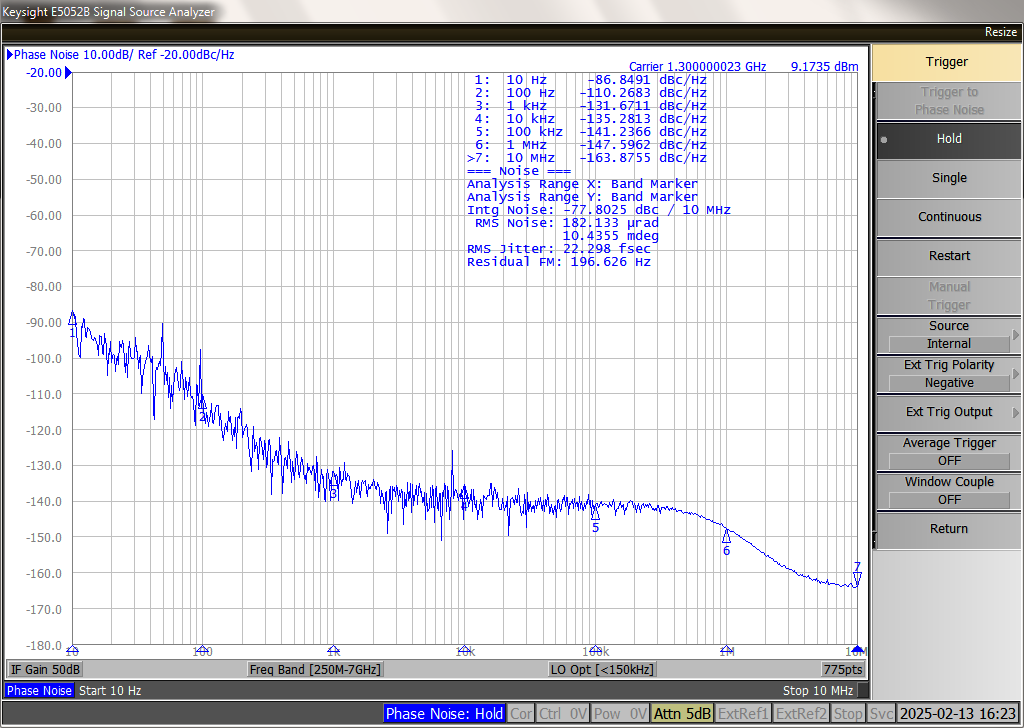 Keysight E5052B Signal Source Analyzer
Resize
Phase Noise 10.00dB/ Ref -20.00dBc/Hz
Carrier 1.300000023 GHz 9.1735 dBm
-20.00
-30.00
-40.00
-50.00
-60.00
-70.00
-80.00
-90.00
-100.0
-110.0
-120.0
-130.0
-140.0
-150.0
-160.0
-170.0
-180.0
1: 10 Hz -86.8491 dBc/Hz
2: 100 Hz -110.2683 dBc/Hz
3: 1 kHz -131.6711 dBc/Hz
4: 10 kHz -135.2813 dBc/Hz
5: 100 kHz -141.2366 dBc/Hz
6: 1 MHz -147.5962 dBc/Hz
>7: 10 MHz -163.8755 dBc/Hz
=== Noise ===
Analysis Range X: Band Marker
Analysis Range Y: Band Marker
Intg Noise: -77.8025 dBc / 10 MHz
RMS Noise: 182.133 µrad
10.4355 mdeg
RMS Jitter: 22.298 fsec
Residual FM: 196.626 Hz
1
2
3
4
5
6
7
10 100 1k 10k 100k 1M 10M
IF Gain 50dB Freq Band [250M-7GHz] LO Opt [<150kHz] 775pts
Phase Noise Start 10 Hz Stop 10 MHz
Trigger
Trigger to
Phase Noise
Hold
Single
Continuous
Restart
Manual
Trigger
Source
Internal
Ext Trig Polarity
Negative
Ext Trig Output
Average Trigger
OFF
Window Couple
OFF
Return
Phase Noise: Hold Cor Ctrl 0V Pow 0V Attn 5dB ExtRef1 ExtRef2 Stop Svc 2025-02-13 16:23